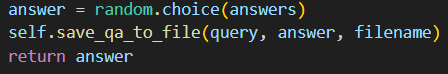 answer = random.choice(answers)
self.save_qa_to_file(query, answer, filename)
return answer